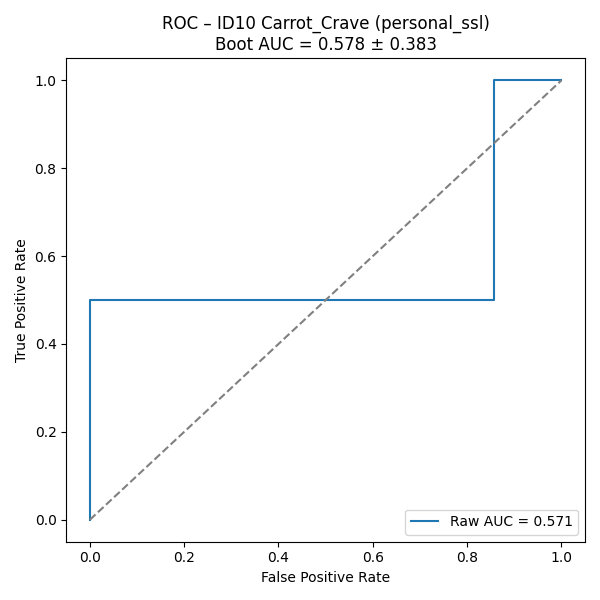 ROC – ID10 Carrot_Crave (personal_ssl)
Boot AUC = 0.578 ± 0.383
True Positive Rate
1.0
0.8
0.6
0.4
0.2
0.0
Raw AUC = 0.571
0.0 0.2 0.4 0.6 0.8 1.0
False Positive Rate